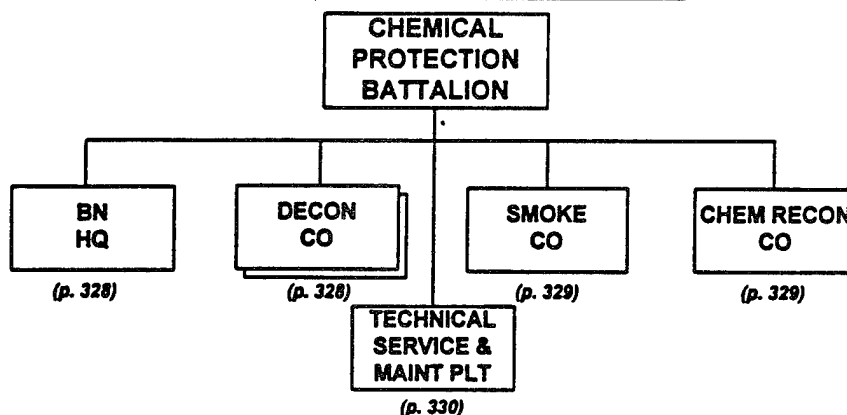 CHEMICAL
PROTECTION
BATTALION
BN
HQ
(p. 328)
DECON
CO
(p. 328)
SMOKE
CO
(p. 329)
CHEM RECON
CO
(p. 329)
TECHNICAL
SERVICE &
MAINT PLT
(p. 330)